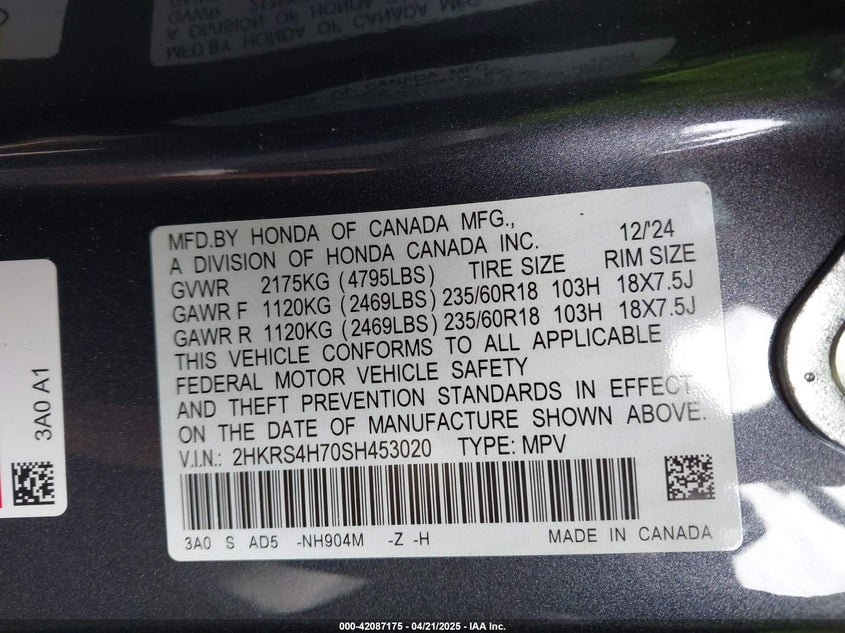 MFD.BY HONDA OF CANADA MFG.,
A DIVISION OF HONDA CANADA INC. 12/'24
GVWR 2175KG (4795LBS) TIRE SIZE RIM SIZE
GAWR F 1120KG (2469LBS) 235/60R18 103H 18X7.5J
GAWR R 1120KG (2469LBS) 235/60R18 103H 18X7.5J
THIS VEHICLE CONFORMS TO ALL APPLICABLE
FEDERAL MOTOR VEHICLE SAFETY
AND THEFT PREVENTION STANDARDS IN EFFECT
ON THE DATE OF MANUFACTURE SHOWN ABOVE.
V.I.N.: 2HKRS4H70SH453020 TYPE: MPV
3A0 S AD5 -NH904M -Z -H MADE IN CANADA
3A0 A1
000-42087175 - 04/21/2025 - IAA Inc.